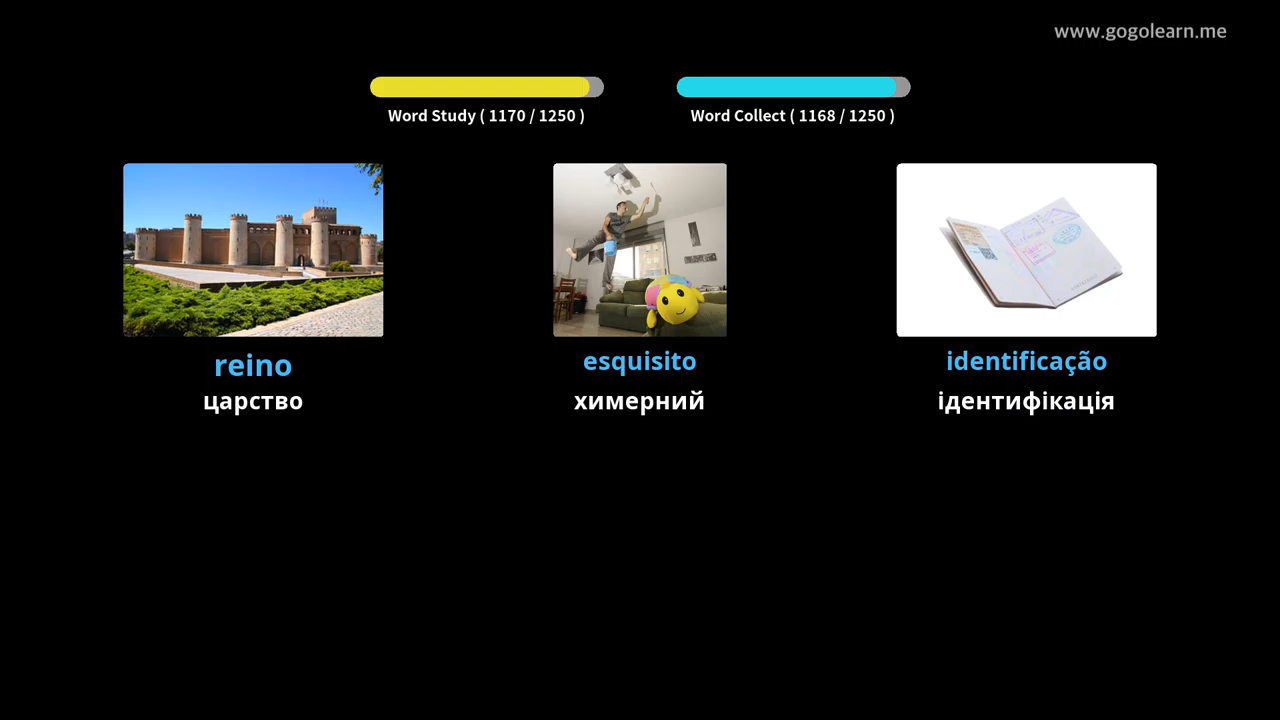 www.gogolearn.me
Word Study ( 1170 / 1250 )
Word Collect ( 1168 / 1250 )
reino
esquisito
identificação
царство
химерний
ідентифікація